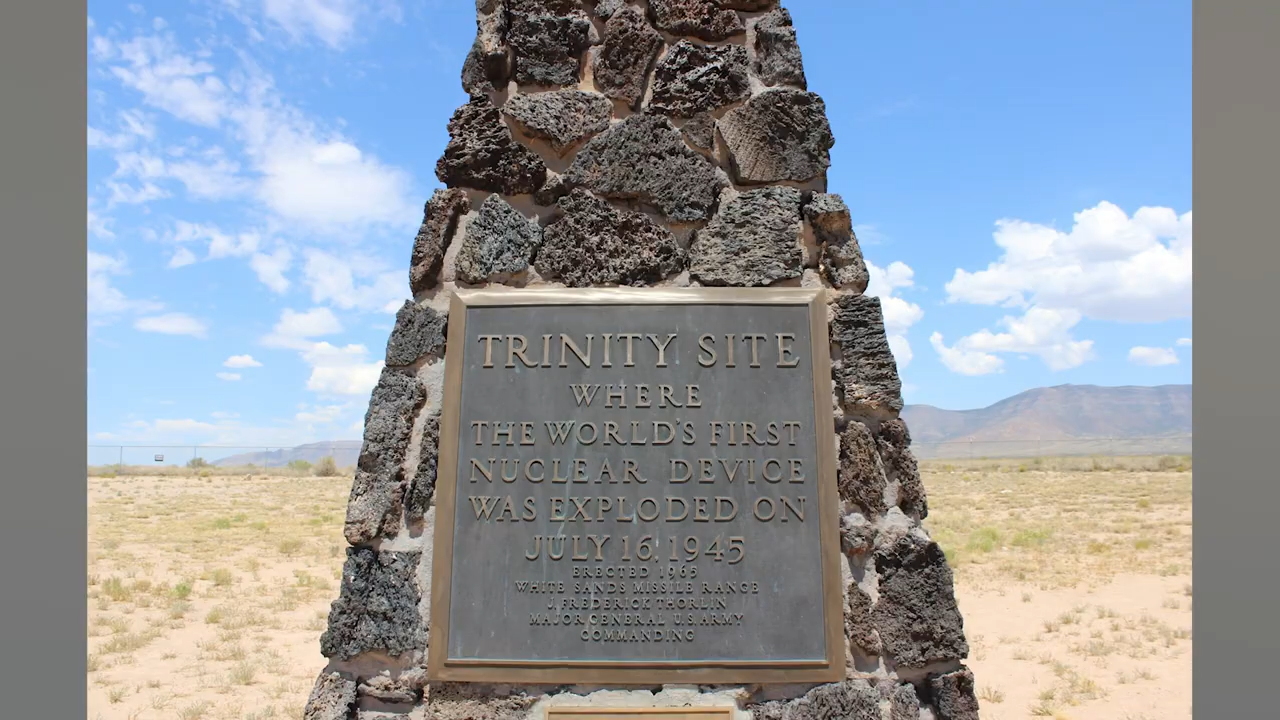 TRINITY SITE
WHERE
THE WORLD'S FIRST
NUCLEAR DEVICE
WAS EXPLODED ON
JULY 16, 1945
ERECTED 1965
WHITE SANDS MISSILE RANGE
J. FREDERICK THORLIN
MAJOR GENERAL U.S. ARMY
COMMANDING